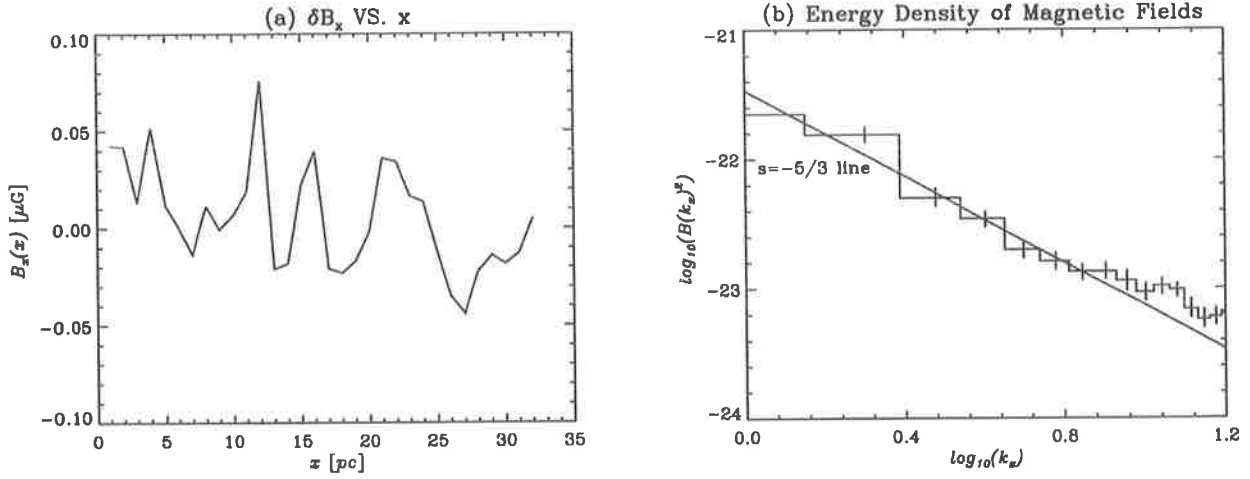 (a) δBₓ VS. x
0.10
0.05
0.00
−0.05
−0.10
Bₓ(x) [μG]
0 5 10 15 20 25 30 35
x [pc]
(b) Energy Density of Magnetic Fields
−21
−22
−23
−24
log₁₀(B(kₓ)²)
s=−5/3 line
0.0 0.4 0.8 1.2
log₁₀(kₓ)